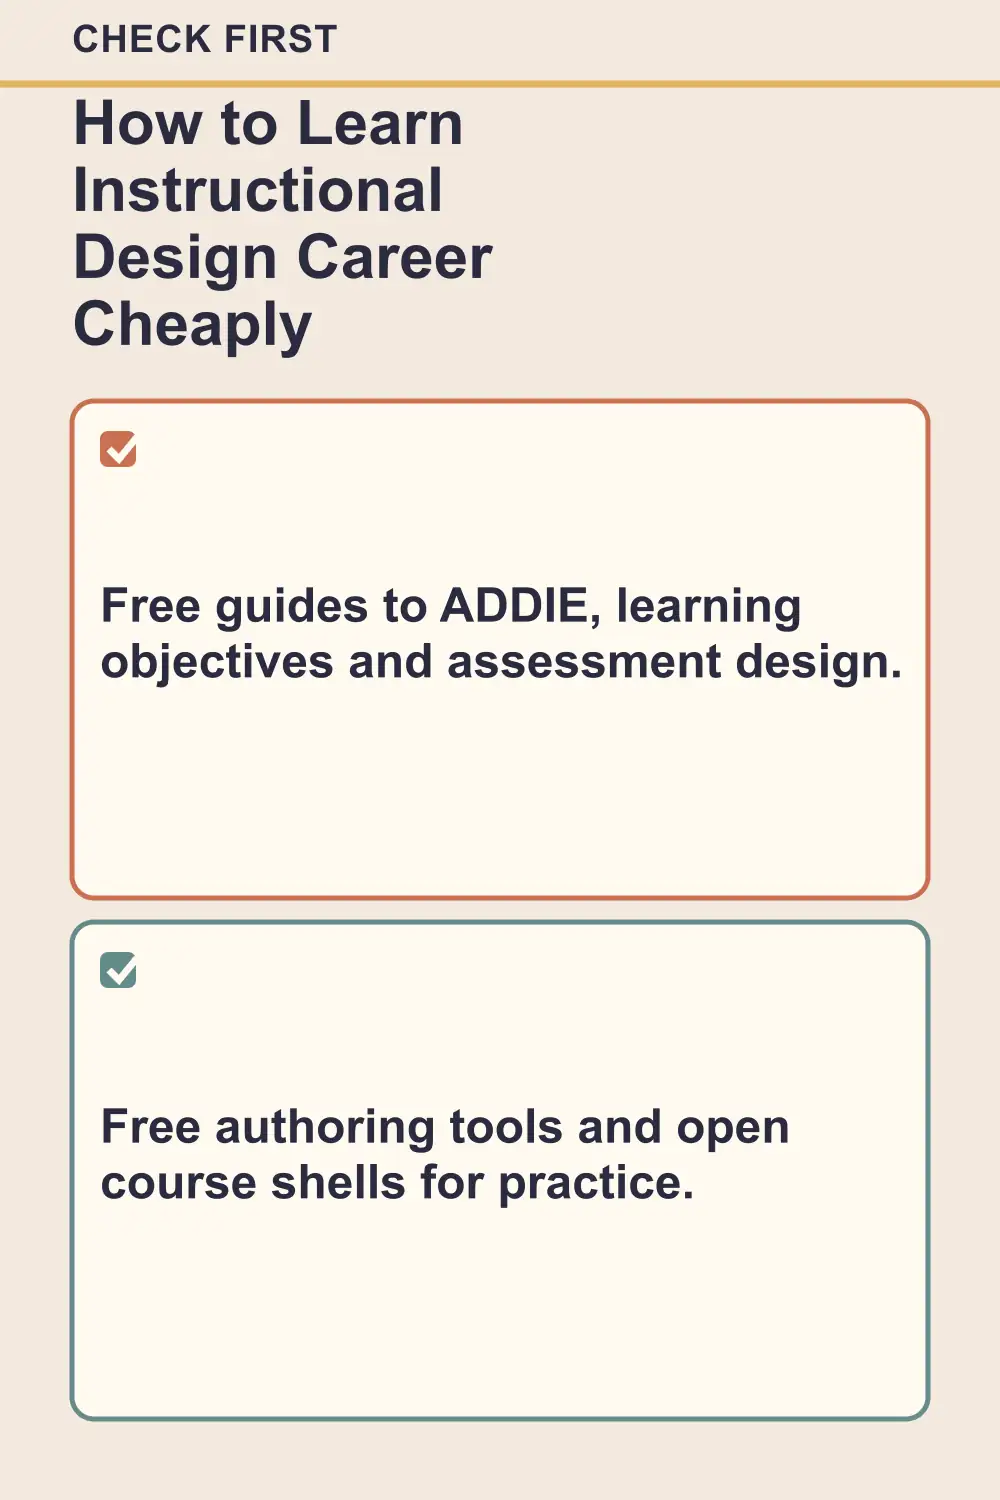 CHECK FIRST
How to Learn
Instructional
Design Career
Cheaply
Free guides to ADDIE, learning
objectives and assessment design.
Free authoring tools and open
course shells for practice.